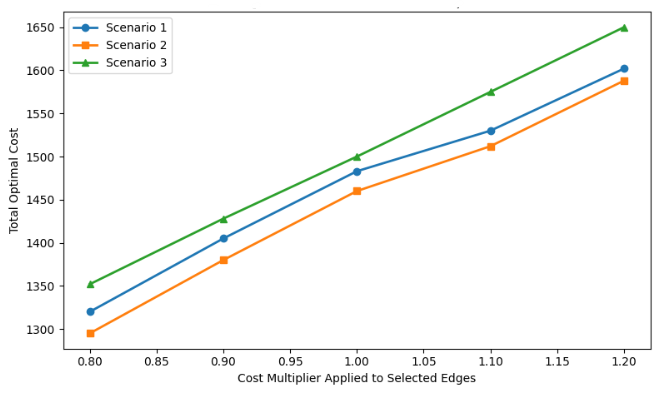 Scenario 1
Scenario 2
Scenario 3
Total Optimal Cost
1650
1600
1550
1500
1450
1400
1350
1300
0.80 0.85 0.90 0.95 1.00 1.05 1.10 1.15 1.20
Cost Multiplier Applied to Selected Edges